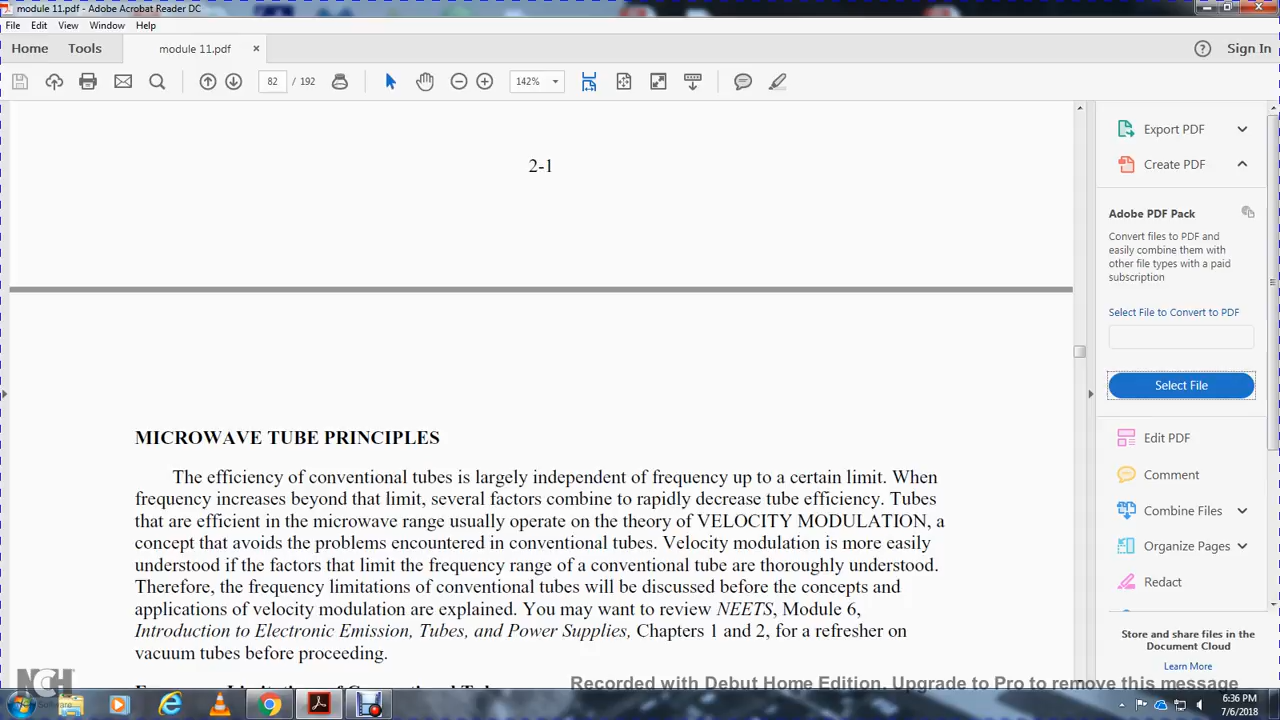 module 11.pdf - Adobe Acrobat Reader DC
File Edit View Window Help
Home Tools module 11.pdf × Sign In
82 / 192 142%
2-1
MICROWAVE TUBE PRINCIPLES
The efficiency of conventional tubes is largely independent of frequency up to a certain limit. When
frequency increases beyond that limit, several factors combine to rapidly decrease tube efficiency. Tubes
that are efficient in the microwave range usually operate on the theory of VELOCITY MODULATION, a
concept that avoids the problems encountered in conventional tubes. Velocity modulation is more easily
understood if the factors that limit the frequency range of a conventional tube are thoroughly understood.
Therefore, the frequency limitations of conventional tubes will be discussed before the concepts and
applications of velocity modulation are explained. You may want to review NEETS, Module 6,
Introduction to Electronic Emission, Tubes, and Power Supplies, Chapters 1 and 2, for a refresher on
vacuum tubes before proceeding.
Export PDF
Create PDF
Adobe PDF Pack
Convert files to PDF and
easily combine them with
other file types with a paid
subscription
Select File to Convert to PDF
Select File
Edit PDF
Comment
Combine Files
Organize Pages
Redact
Store and share files in the
Document Cloud
Learn More
NCH
Software
Recorded with Debut Home Edition. Upgrade to Pro to remove this message
6:36 PM
7/6/2018